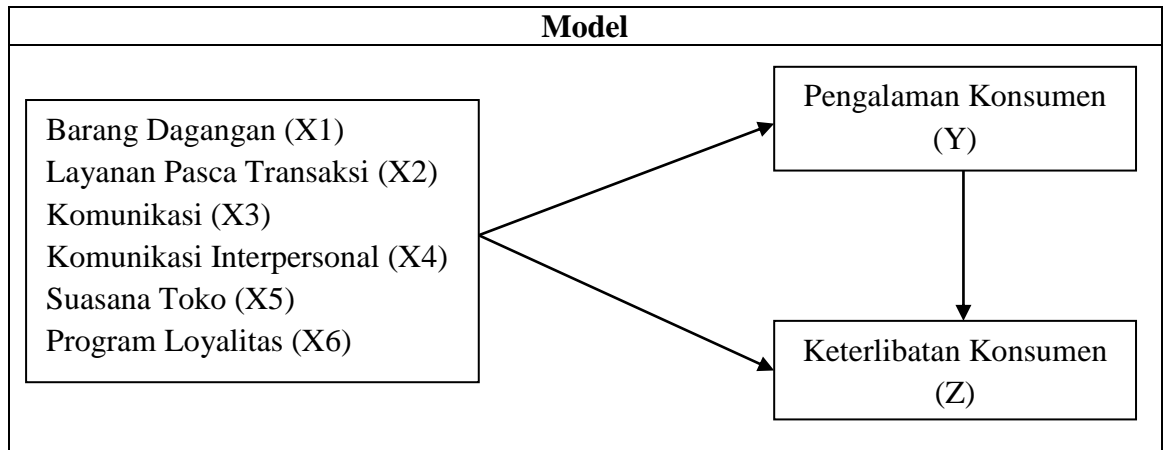 Model
Barang Dagangan (X1)
Layanan Pasca Transaksi (X2)
Komunikasi (X3)
Komunikasi Interpersonal (X4)
Suasana Toko (X5)
Program Loyalitas (X6)
Pengalaman Konsumen
(Y)
Keterlibatan Konsumen
(Z)